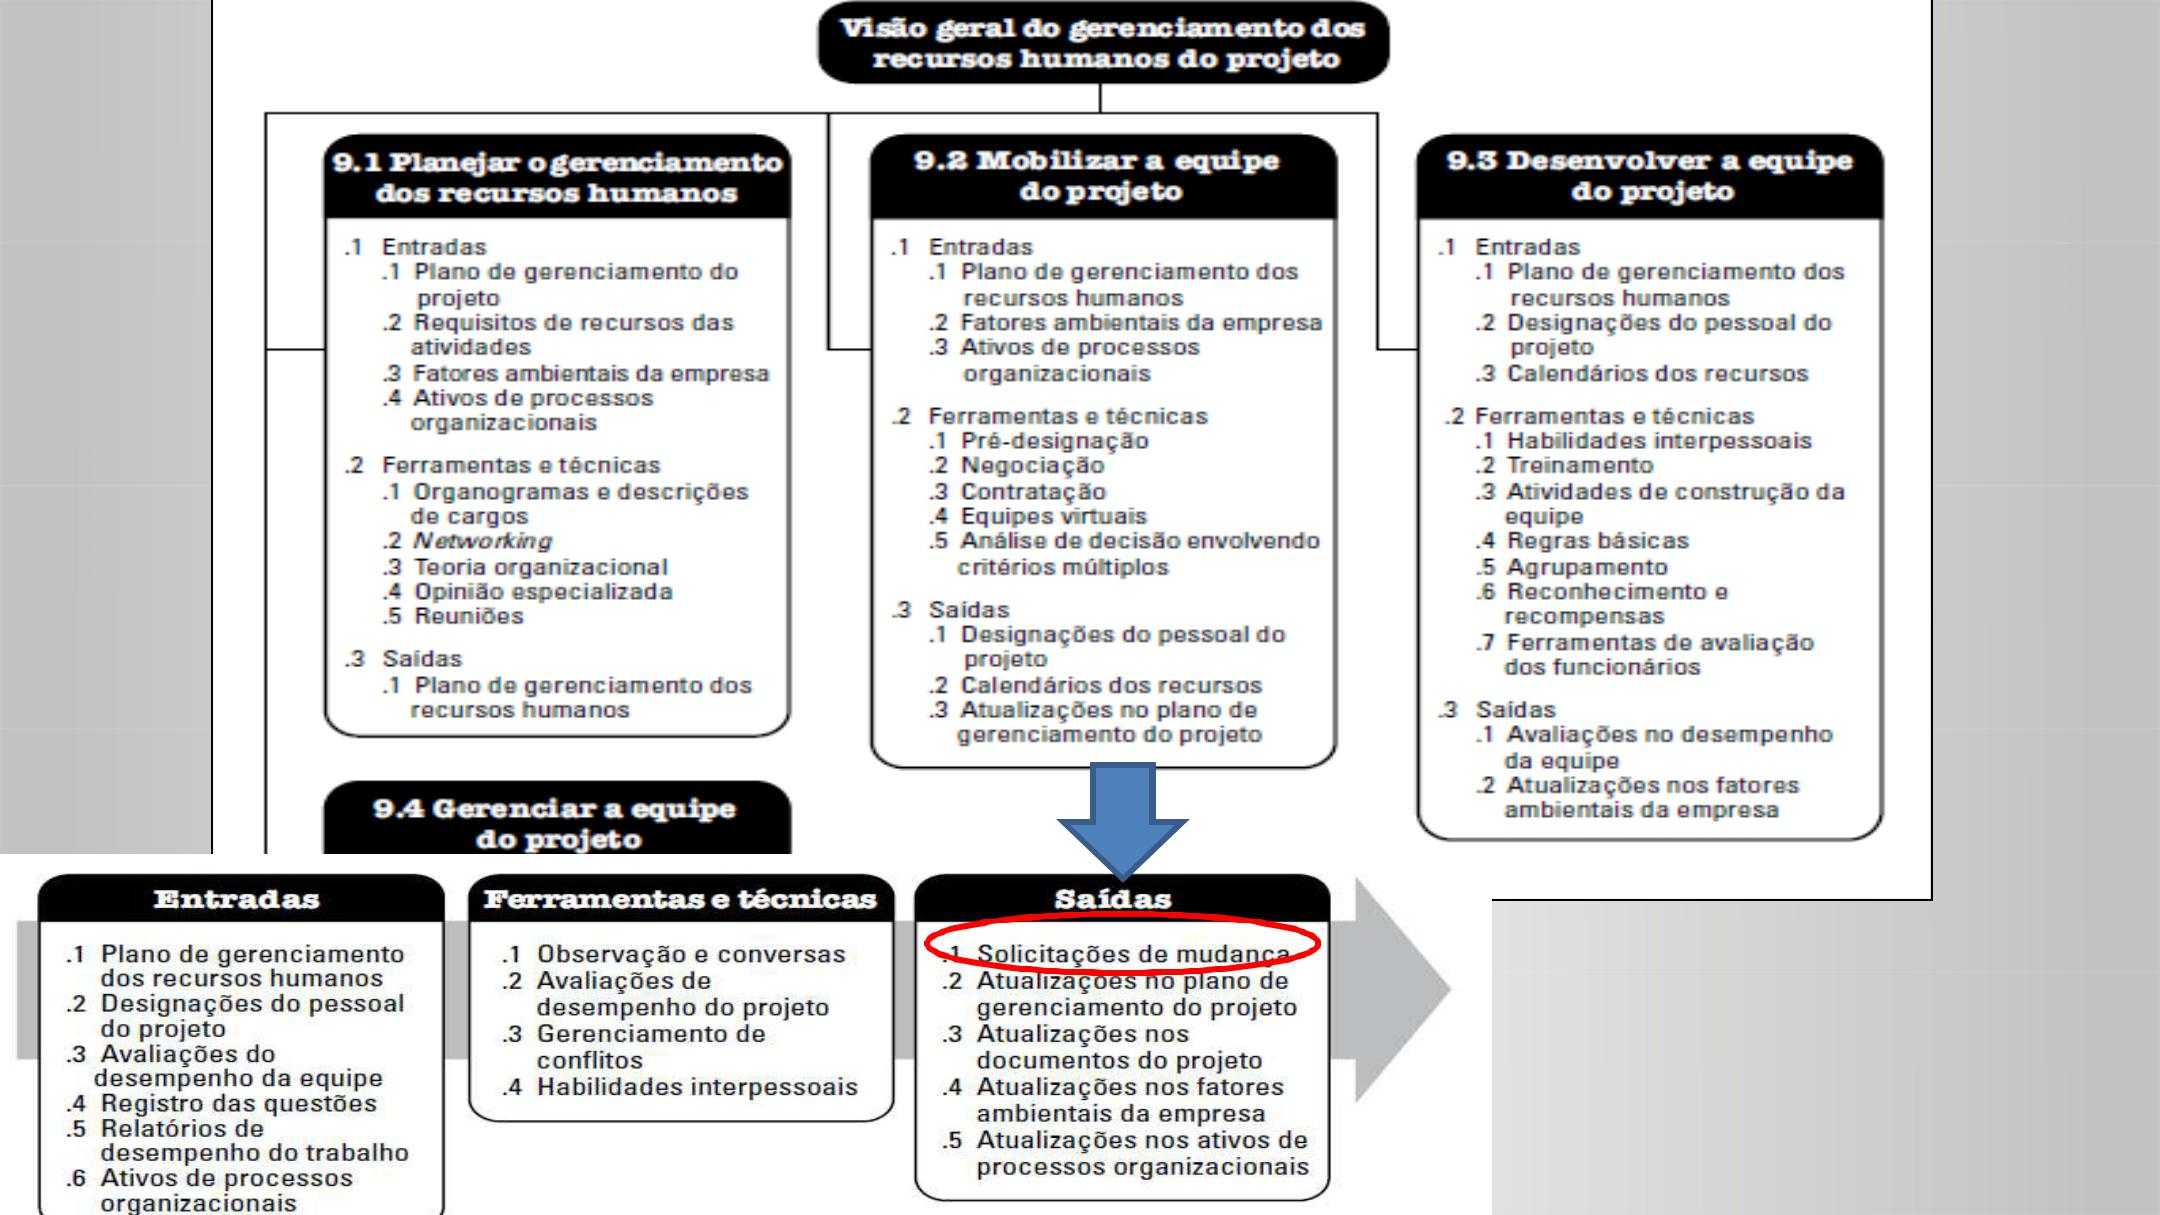 Visão geral do gerenciamento dos
recursos humanos do projeto
9.1 Planejar o gerenciamento
dos recursos humanos
.1 Entradas
.1 Plano de gerenciamento do
projeto
.2 Requisitos de recursos das
atividades
.3 Fatores ambientais da empresa
.4 Ativos de processos
organizacionais
.2 Ferramentas e técnicas
.1 Organogramas e descrições
de cargos
.2 Networking
.3 Teoria organizacional
.4 Opinião especializada
.5 Reuniões
.3 Saídas
.1 Plano de gerenciamento dos
recursos humanos
9.2 Mobilizar a equipe
do projeto
.1 Entradas
.1 Plano de gerenciamento dos
recursos humanos
.2 Fatores ambientais da empresa
.3 Ativos de processos
organizacionais
.2 Ferramentas e técnicas
.1 Pré-designação
.2 Negociação
.3 Contratação
.4 Equipes virtuais
.5 Análise de decisão envolvendo
critérios múltiplos
.3 Saídas
.1 Designações do pessoal do
projeto
.2 Calendários dos recursos
.3 Atualizações no plano de
gerenciamento do projeto
9.3 Desenvolver a equipe
do projeto
.1 Entradas
.1 Plano de gerenciamento dos
recursos humanos
.2 Designações do pessoal do
projeto
.3 Calendários dos recursos
.2 Ferramentas e técnicas
.1 Habilidades interpessoais
.2 Treinamento
.3 Atividades de construção da
equipe
.4 Regras básicas
.5 Agrupamento
.6 Reconhecimento e
recompensas
.7 Ferramentas de avaliação
dos funcionários
.3 Saídas
.1 Avaliações no desempenho
da equipe
.2 Atualizações nos fatores
ambientais da empresa
9.4 Gerenciar a equipe
do projeto
Entradas
.1 Plano de gerenciamento
dos recursos humanos
.2 Designações do pessoal
do projeto
.3 Avaliações do
desempenho da equipe
.4 Registro das questões
.5 Relatórios de
desempenho do trabalho
.6 Ativos de processos
organizacionais
Ferramentas e técnicas
.1 Observação e conversas
.2 Avaliações de
desempenho do projeto
.3 Gerenciamento de
conflitos
.4 Habilidades interpessoais
Saídas
.1 Solicitações de mudança
.2 Atualizações no plano de
gerenciamento do projeto
.3 Atualizações nos
documentos do projeto
.4 Atualizações nos fatores
ambientais da empresa
.5 Atualizações nos ativos de
processos organizacionais